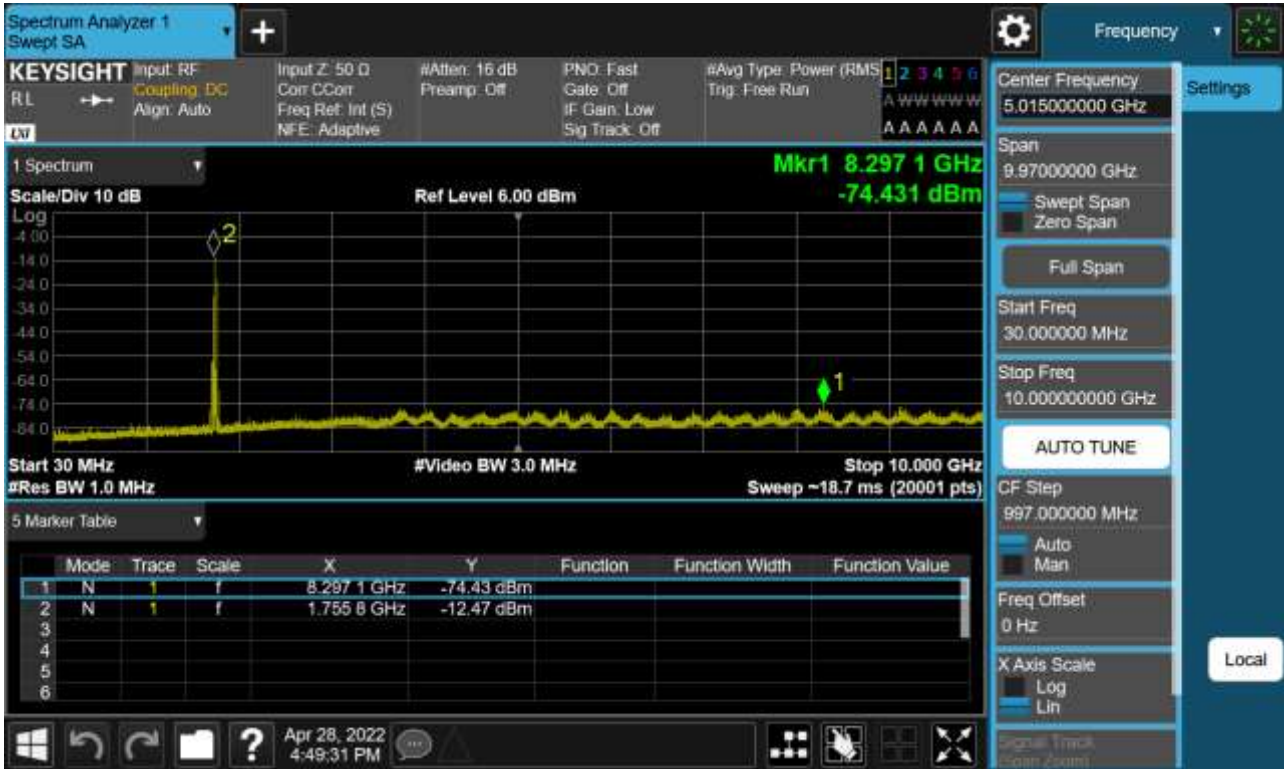 Spectrum Analyzer 1
Swept SA
+
Frequency
KEYSIGHT
RL
LXI
Input: RF
Coupling: DC
Align: Auto
Input Z: 50 Ω
Corr CCorr
Freq Ref: Int (S)
NFE: Adaptive
#Atten: 16 dB
Preamp: Off
PNO: Fast
Gate: Off
IF Gain: Low
Sig Track: Off
#Avg Type: Power (RMS
Trig: Free Run
1 2 3 4 5 6
A W W W W W
A A A A A A
1 Spectrum
Scale/Div 10 dB
Ref Level 6.00 dBm
Mkr1 8.297 1 GHz
-74.431 dBm
Log
-4.00
-14.0
-24.0
-34.0
-44.0
-54.0
-64.0
-74.0
-84.0
2
1
Start 30 MHz
#Video BW 3.0 MHz
Stop 10.000 GHz
#Res BW 1.0 MHz
Sweep ~18.7 ms (20001 pts)
5 Marker Table
Mode Trace Scale X Y Function Function Width Function Value
1 N 1 f 8.297 1 GHz -74.43 dBm
2 N 1 f 1.755 8 GHz -12.47 dBm
3
4
5
6
?
Apr 28, 2022
4:49:31 PM
Center Frequency
5.015000000 GHz
Span
9.97000000 GHz
Swept Span
Zero Span
Full Span
Start Freq
30.000000 MHz
Stop Freq
10.000000000 GHz
AUTO TUNE
CF Step
997.000000 MHz
Auto
Man
Freq Offset
0 Hz
X Axis Scale
Log
Lin
Signal Track
(Span Zoom)
Settings
Local